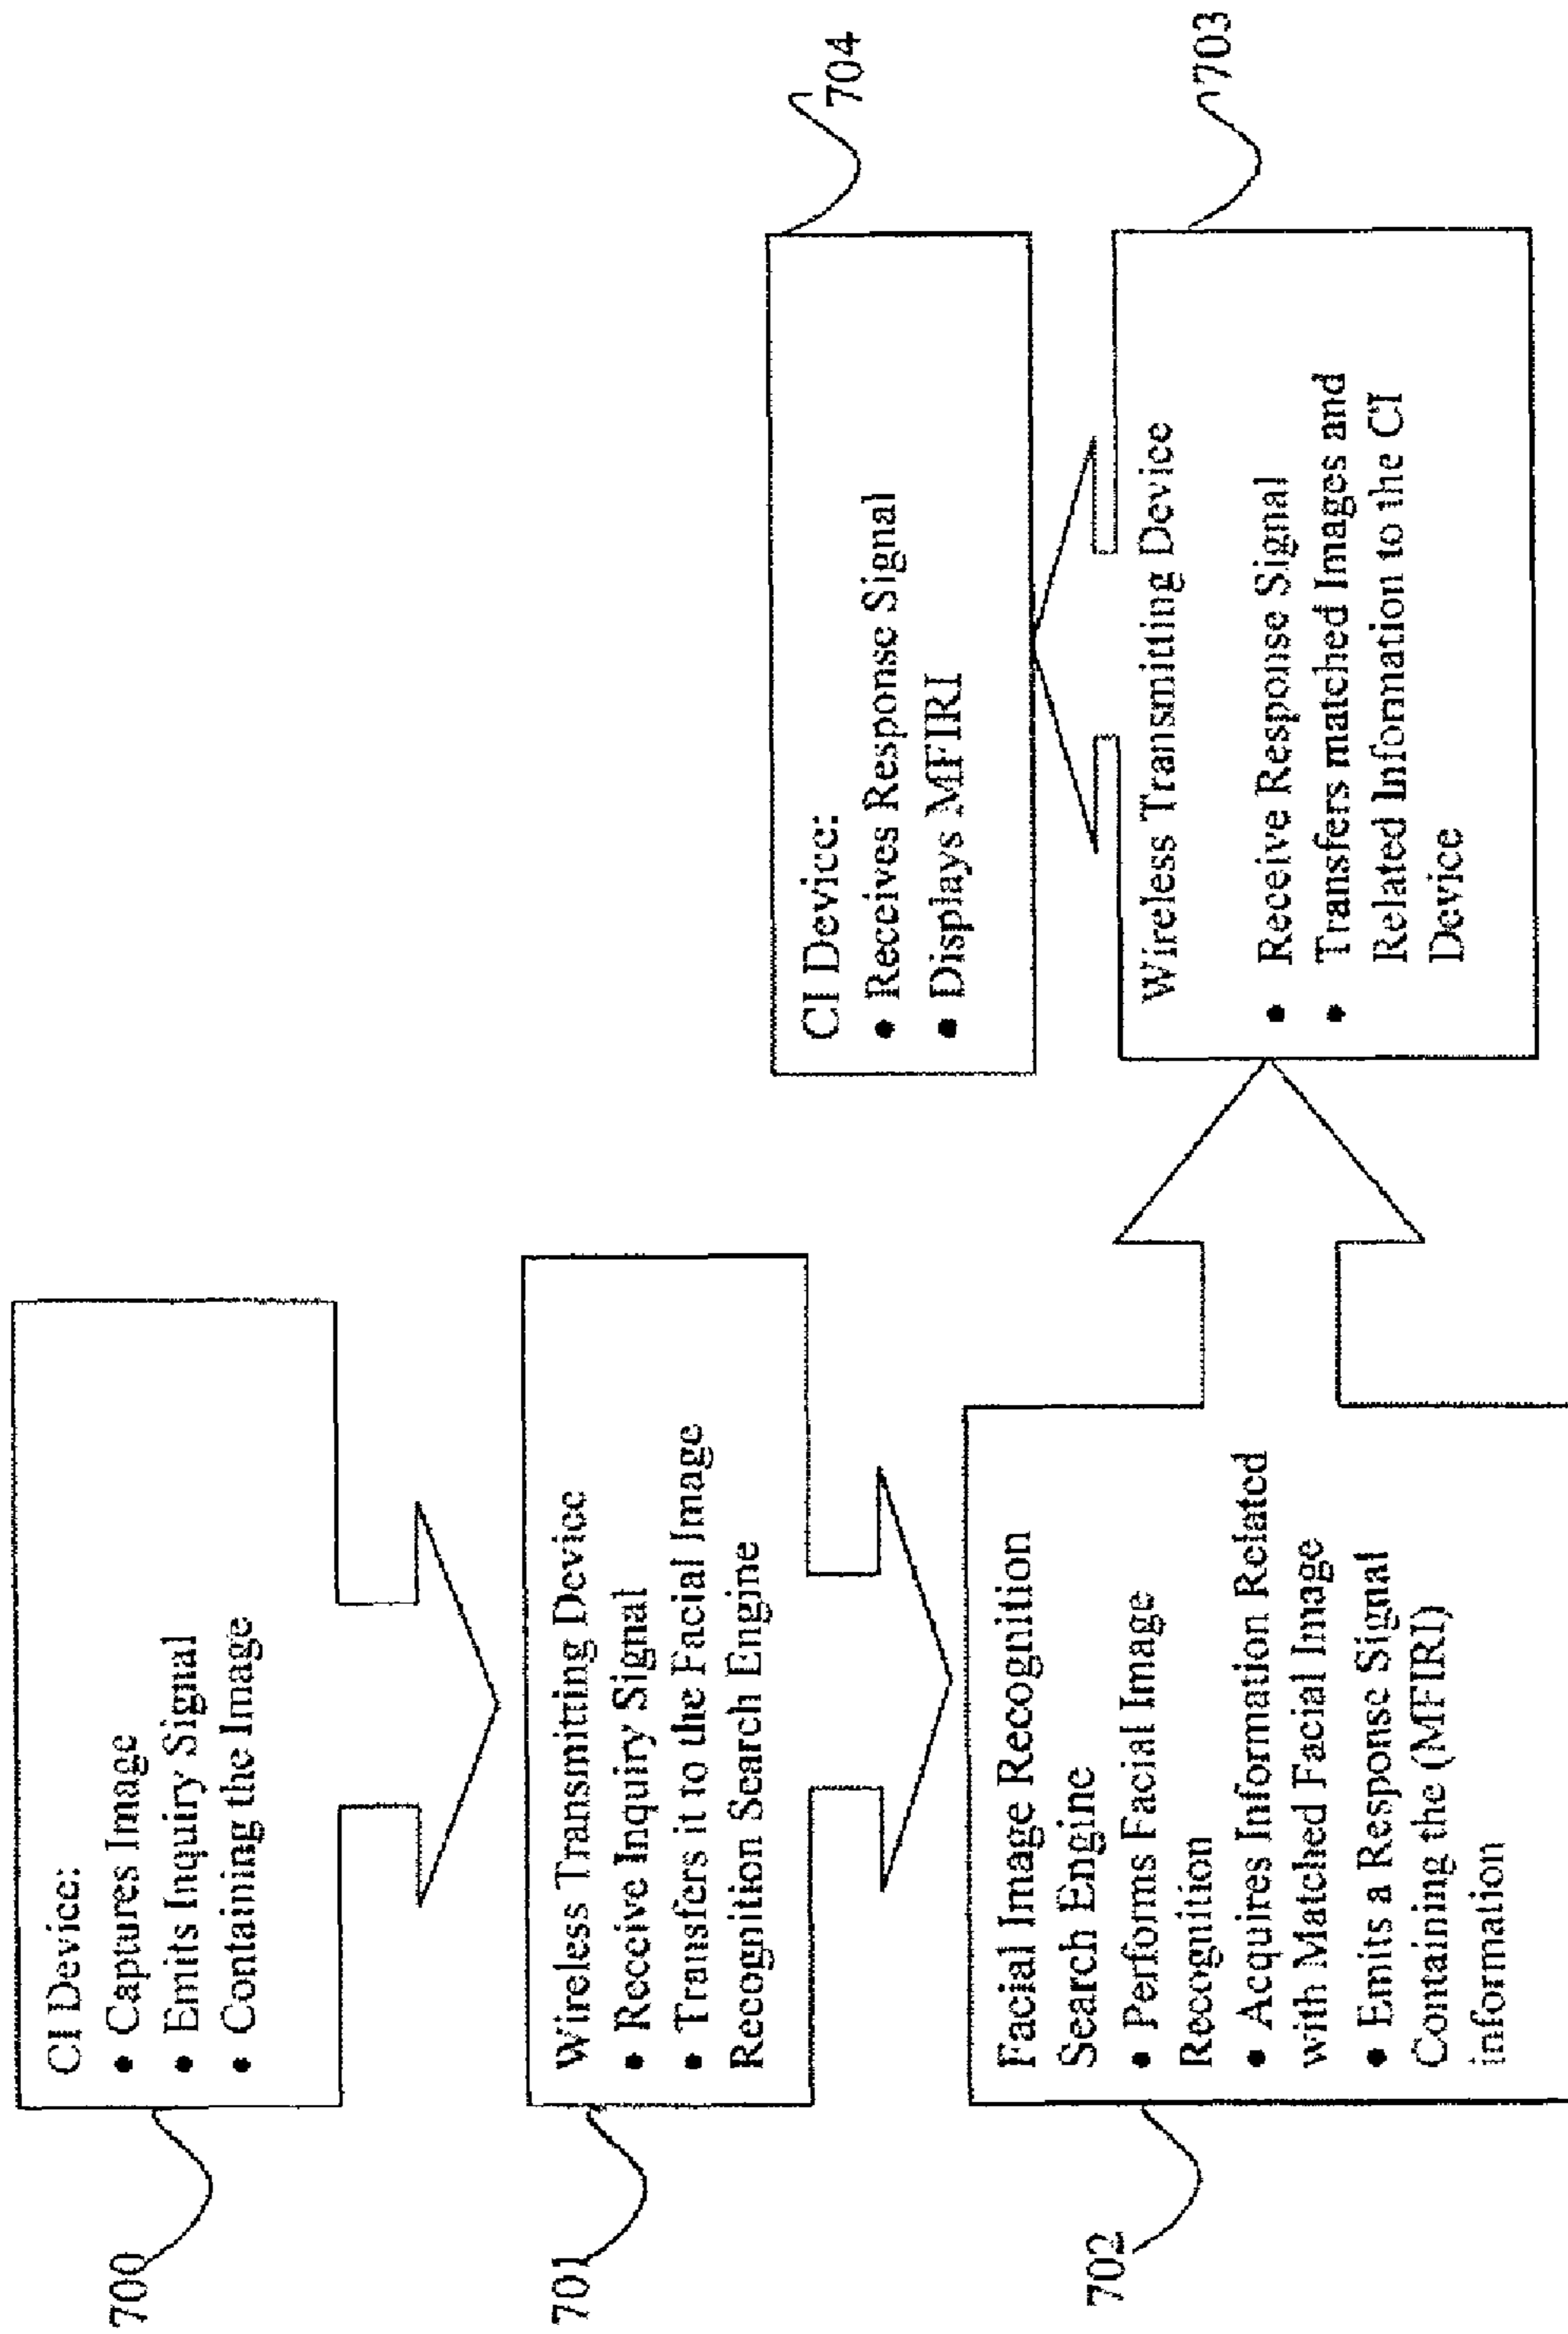 700
CI Device:
• Captures Image
• Emits Inquiry Signal
• Containing the Image
701
Wireless Transmitting Device
• Receive Inquiry Signal
• Transfers it to the Facial Image
Recognition Search Engine
702
Facial Image Recognition
Search Engine
• Performs Facial Image
Recognition
• Acquires Information Related
with Matched Facial Image
• Emits a Response Signal
Containing the (MFIRI)
information
703
Wireless Transmitting Device
• Receive Response Signal
• Transfers matched Images and
Related Information to the CI
Device
704
CI Device:
• Receives Response Signal
• Displays MFIRI